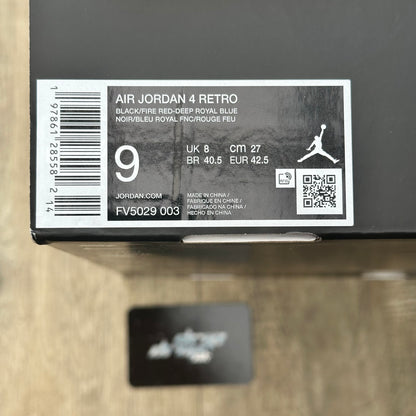 AIR JORDAN 4 RETRO
BLACK/FIRE RED-DEEP ROYAL BLUE
NOIR/BLEU ROYAL FNC/ROUGE FEU
9
UK 8 CM 27
BR 40.5 EUR 42.5
JORDAN.COM
MADE IN CHINA /
FABRIQUE EN CHINE /
FABRICADO NA CHINA /
HECHO EN CHINA
FV5029 003
1 97861 28558 2 14